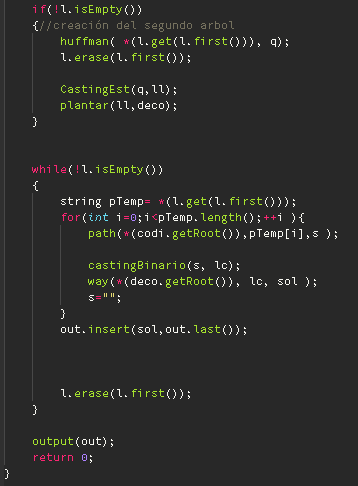 if(!l.isEmpty())
{//creación del segundo arbol
huffman( *(l.get(l.first())), q);
l.erase(l.first());
CastingEst(q,ll);
plantar(ll,deco);
}
while(!l.isEmpty())
{
string pTemp= *(l.get(l.first()));
for(int i=0;i<pTemp.length();++i ){
path(*(codi.getRoot()),pTemp[i],s );
castingBinario(s, lc);
way(*(deco.getRoot()), lc, sol );
s="";
}
out.insert(sol,out.last());
l.erase(l.first());
}
output(out);
return 0;
}